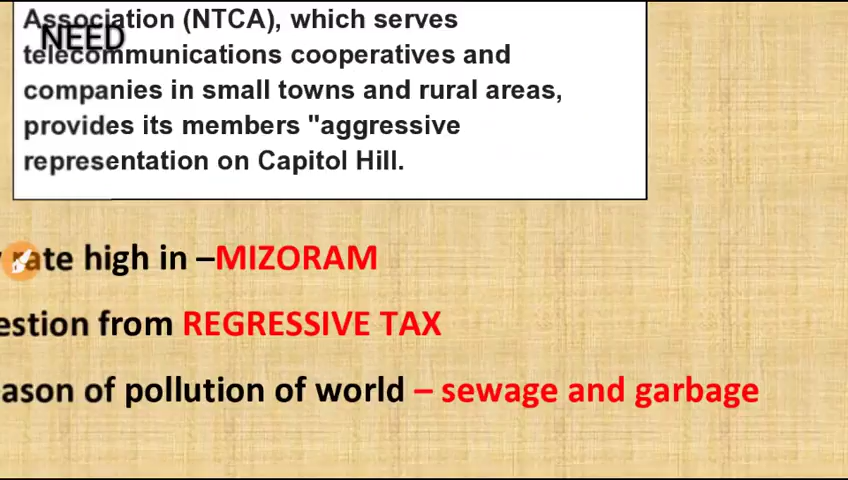 Association (NTCA), which serves
NEED
telecommunications cooperatives and
companies in small towns and rural areas,
provides its members "aggressive
representation on Capitol Hill.
rate high in –MIZORAM
estion from REGRESSIVE TAX
ason of pollution of world – sewage and garbage